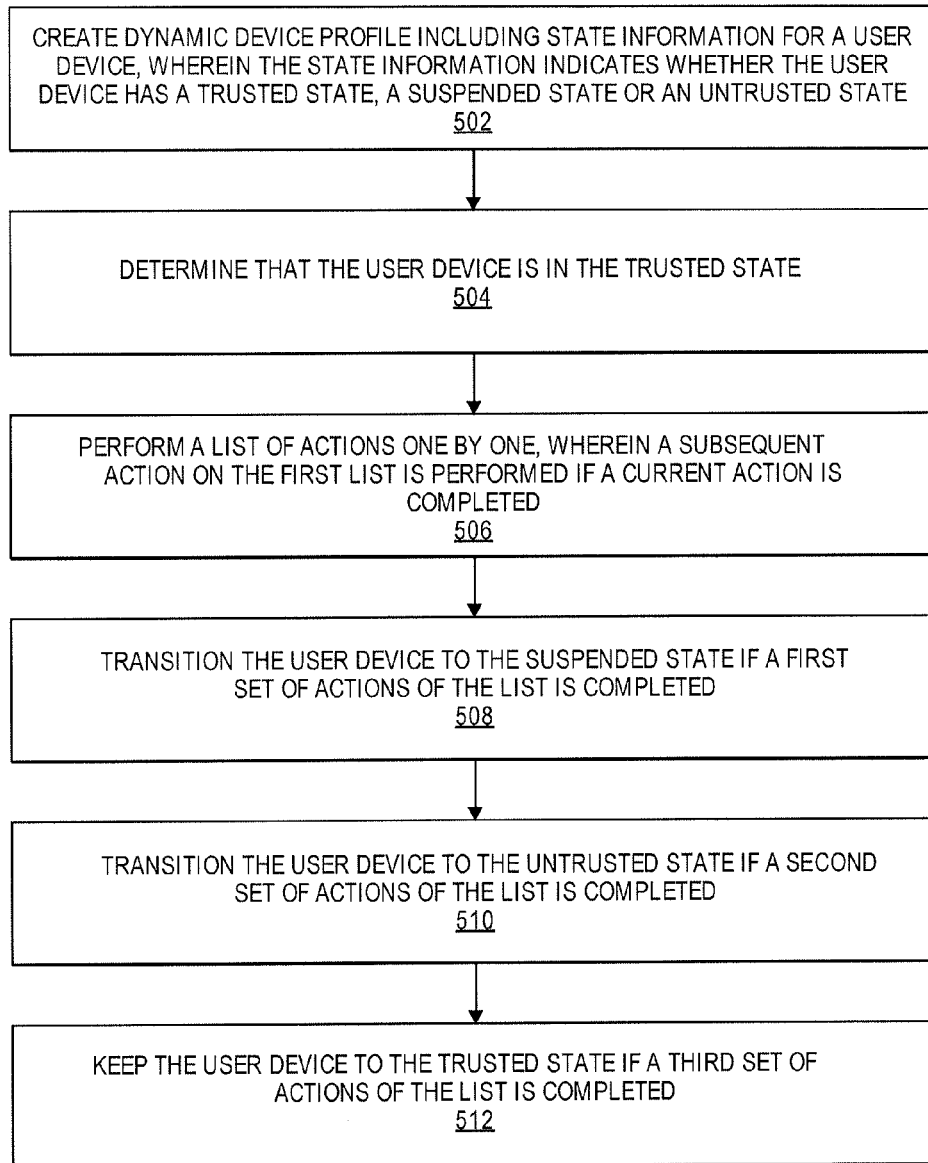 CREATE DYNAMIC DEVICE PROFILE INCLUDING STATE INFORMATION FOR A USER
DEVICE, WHEREIN THE STATE INFORMATION INDICATES WHETHER THE USER
DEVICE HAS A TRUSTED STATE, A SUSPENDED STATE OR AN UNTRUSTED STATE
502
DETERMINE THAT THE USER DEVICE IS IN THE TRUSTED STATE
504
PERFORM A LIST OF ACTIONS ONE BY ONE, WHEREIN A SUBSEQUENT
ACTION ON THE FIRST LIST IS PERFORMED IF A CURRENT ACTION IS
COMPLETED
506
TRANSITION THE USER DEVICE TO THE SUSPENDED STATE IF A FIRST
SET OF ACTIONS OF THE LIST IS COMPLETED
508
TRANSITION THE USER DEVICE TO THE UNTRUSTED STATE IF A SECOND
SET OF ACTIONS OF THE LIST IS COMPLETED
510
KEEP THE USER DEVICE TO THE TRUSTED STATE IF A THIRD SET OF
ACTIONS OF THE LIST IS COMPLETED
512